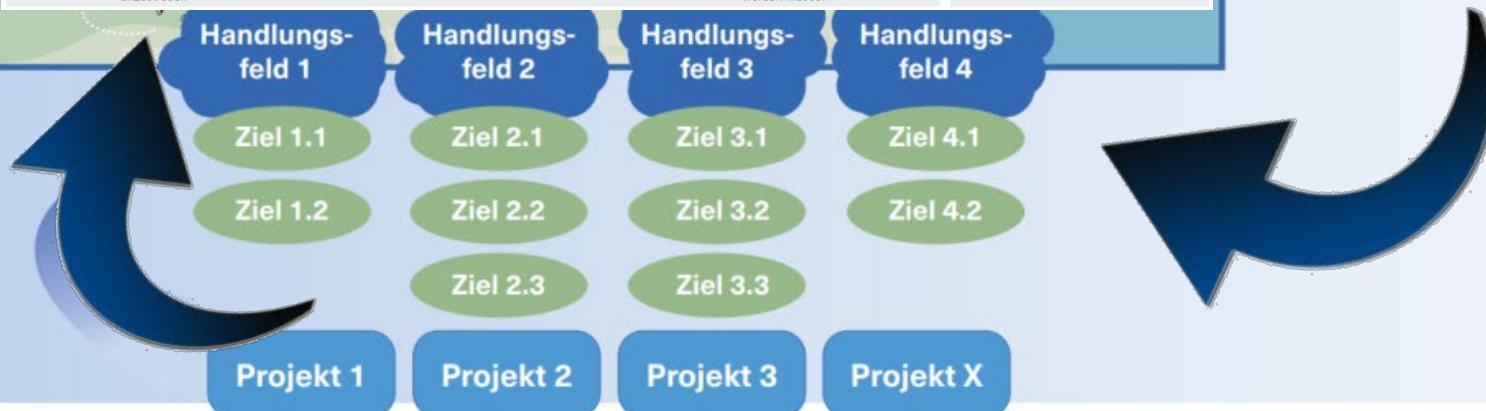 Handlungs-
feld 1
Handlungs-
feld 2
Handlungs-
feld 3
Handlungs-
feld 4
Ziel 1.1
Ziel 2.1
Ziel 3.1
Ziel 4.1
Ziel 1.2
Ziel 2.2
Ziel 3.2
Ziel 4.2
Ziel 2.3
Ziel 3.3
Projekt 1
Projekt 2
Projekt 3
Projekt X